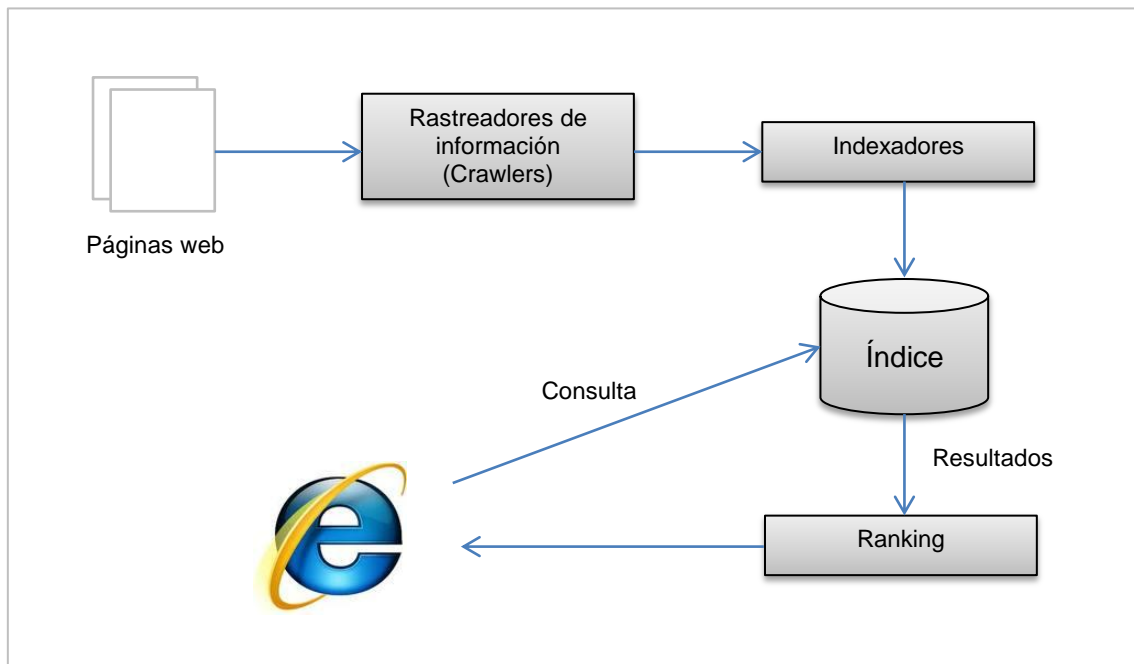 Rastreadores de
información
(Crawlers)
Indexadores
Páginas web
Índice
Consulta
Resultados
Ranking